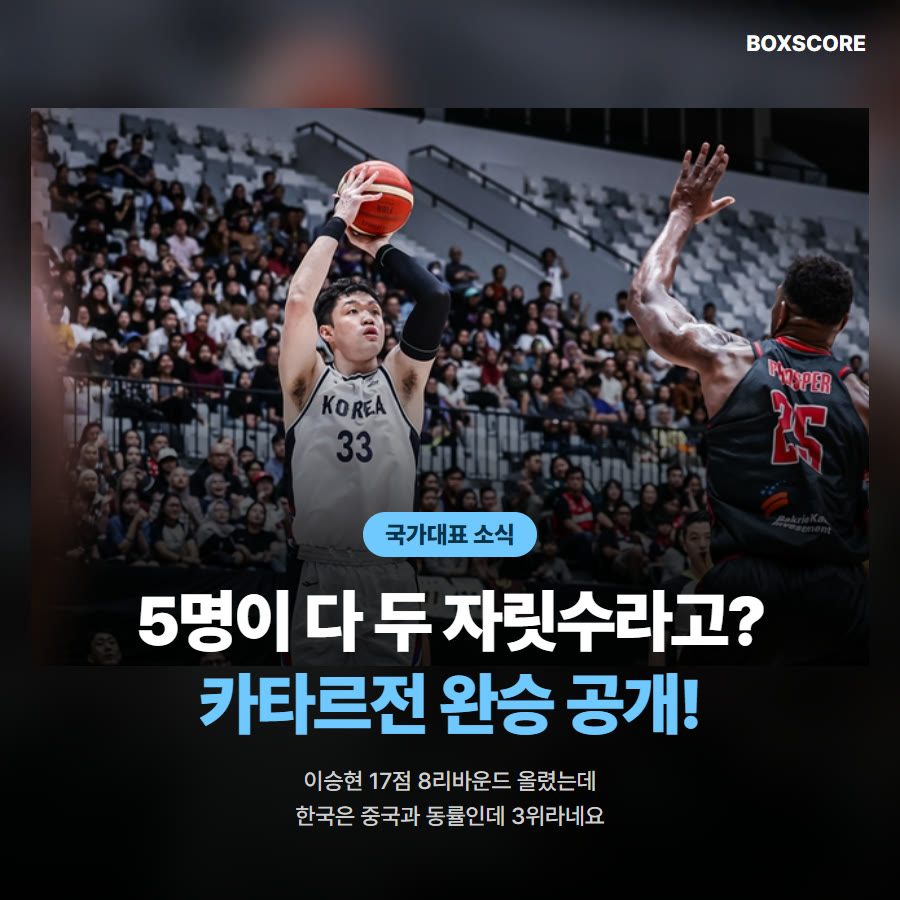 BOXSCORE
KOREA
33
PROSPER
25
Bakrie
Investment
국가대표 소식
5명이 다 두 자릿수라고?
카타르전 완승 공개!
이승현 17점 8리바운드 올렸는데
한국은 중국과 동률인데 3위라네요